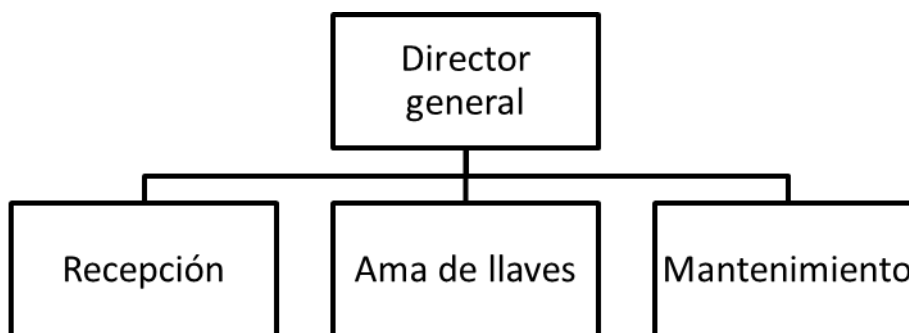 Director
general
Recepción
Ama de llaves
Mantenimiento